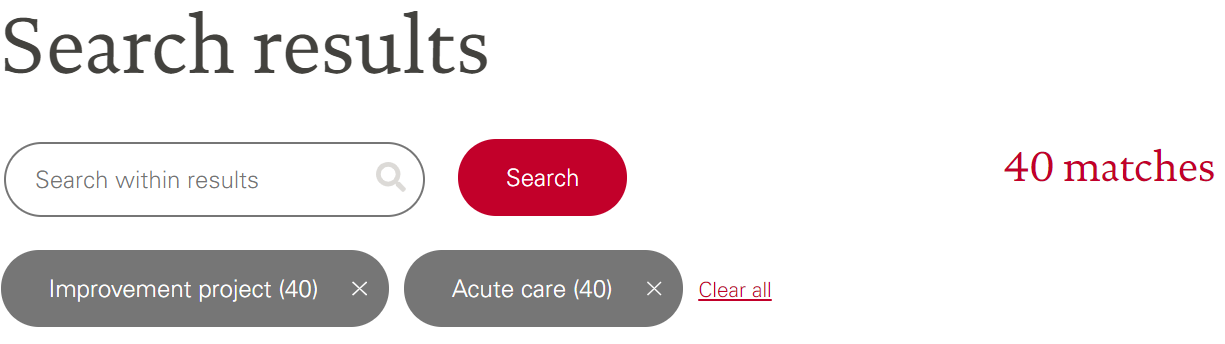 Search results
Search within results
Search
40 matches
Improvement project (40) ×
Acute care (40) ×
Clear all